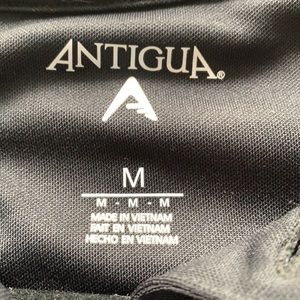 ANTIGUA®
M
M - M - M
MADE IN VIETNAM
FAIT EN VIETNAM
HECHO EN VIETNAM